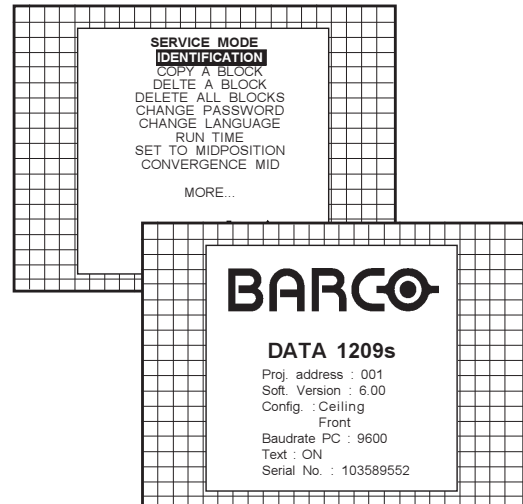 SERVICE MODE
IDENTIFICATION
COPY A BLOCK
DELTE A BLOCK
DELETE ALL BLOCKS
CHANGE PASSWORD
CHANGE LANGUAGE
RUN TIME
SET TO MIDPOSITION
CONVERGENCE MID
MORE...
BARCO
DATA 1209s
Proj. address : 001
Soft. Version : 6.00
Config. : Ceiling
Front
Baudrate PC : 9600
Text : ON
Serial No. : 103589552